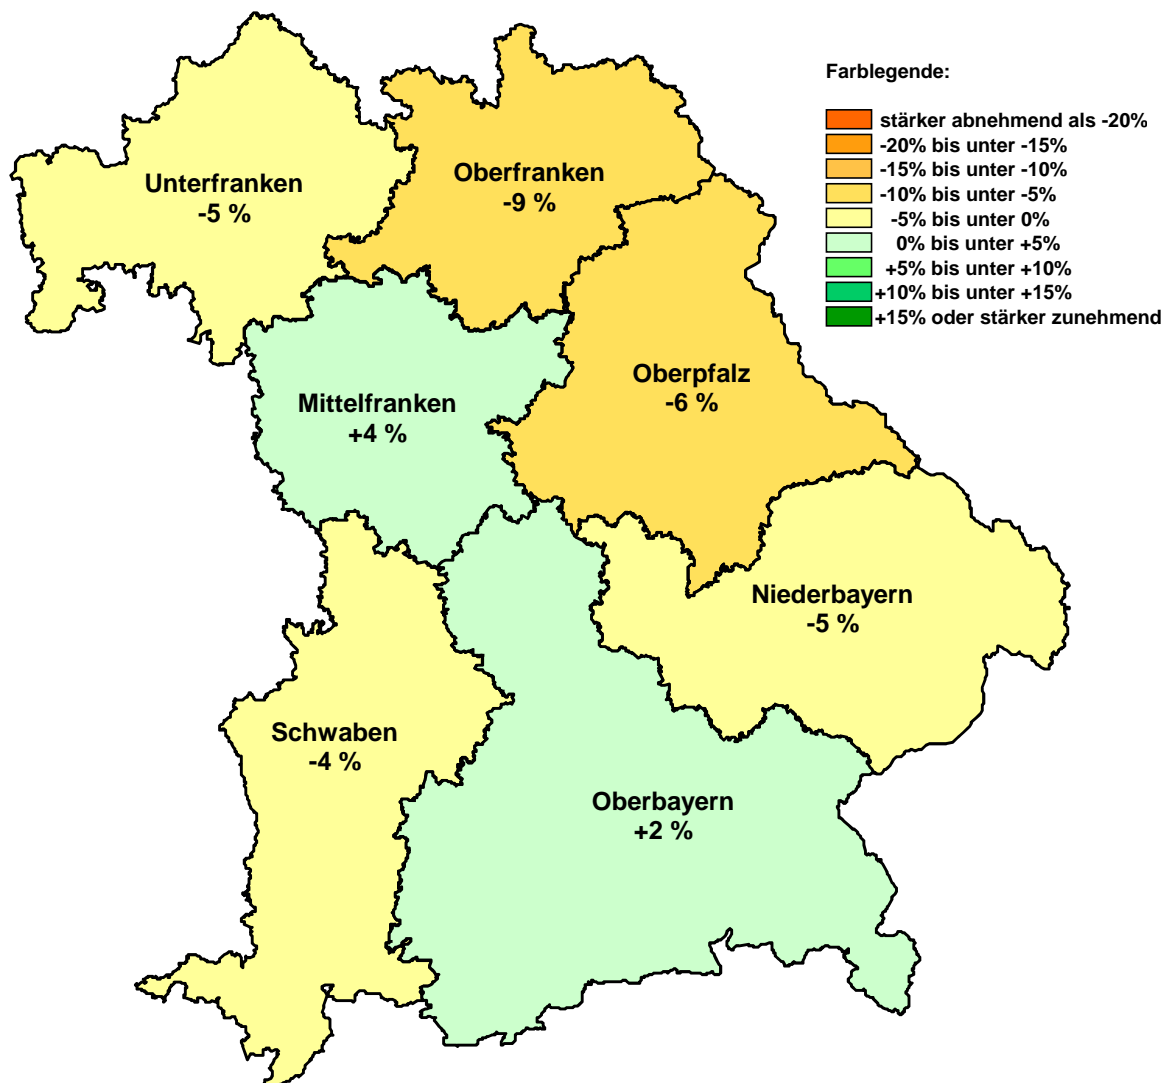 Farblegende:
stärker abnehmend als -20%
-20% bis unter -15%
-15% bis unter -10%
-10% bis unter -5%
-5% bis unter 0%
0% bis unter +5%
+5% bis unter +10%
+10% bis unter +15%
+15% oder stärker zunehmend
Unterfranken
-5 %
Oberfranken
-9 %
Mittelfranken
+4 %
Oberpfalz
-6 %
Niederbayern
-5 %
Schwaben
-4 %
Oberbayern
+2 %